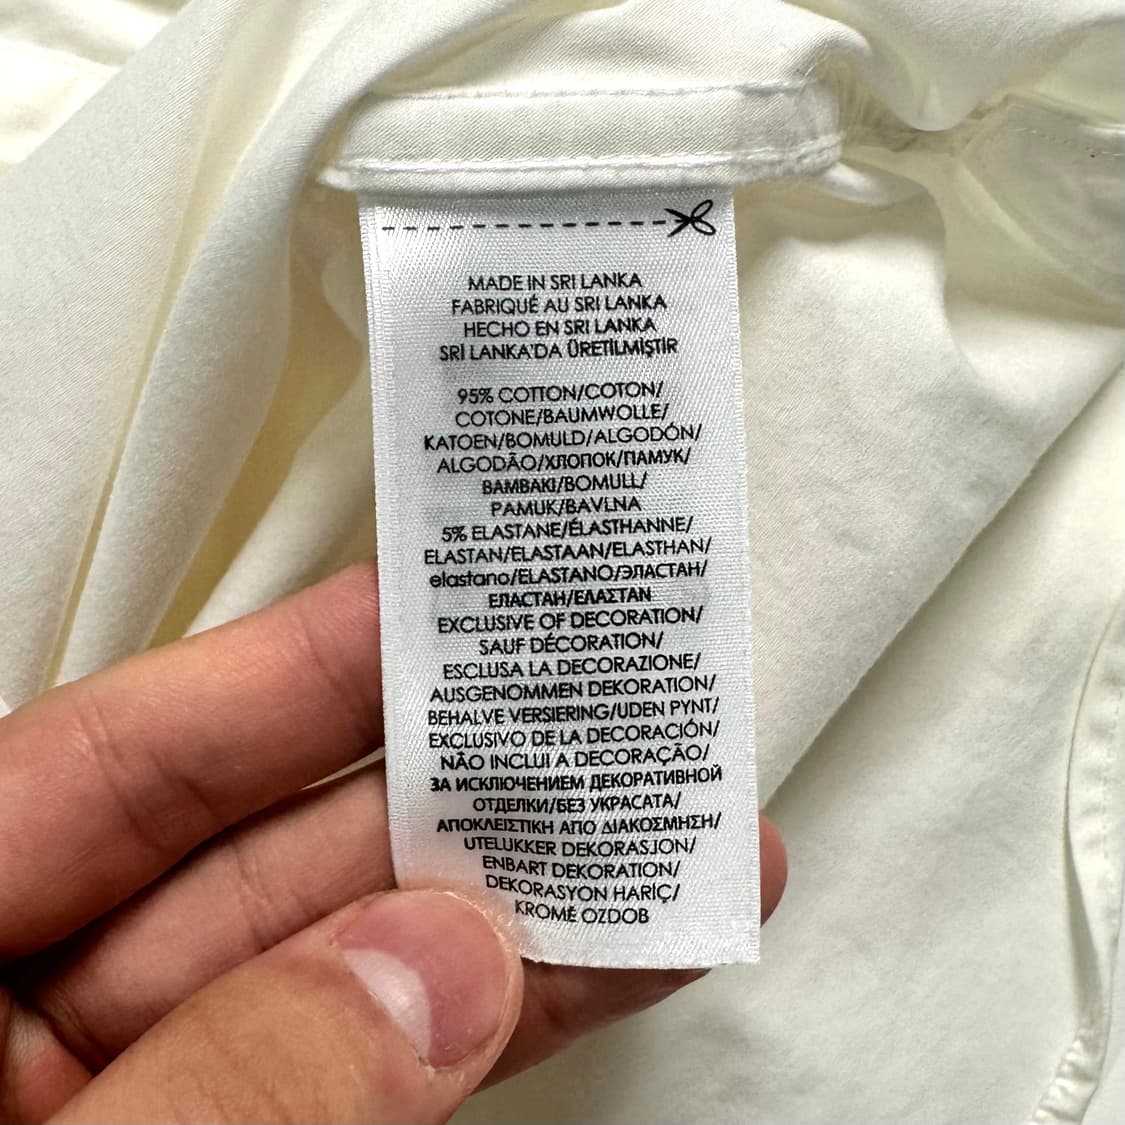 MADE IN SRI LANKA
FABRIQUÉ AU SRI LANKA
HECHO EN SRI LANKA
SRİ LANKA'DA ÜRETİLMİŞTİR
95% COTTON/COTON/
COTONE/BAUMWOLLE/
KATOEN/BOMULD/ALGODÓN/
ALGODÃO/ХЛОПОК/ПАМУК/
BAMBAKI/BOMULL/
PAMUK/BAVLNA
5% ELASTANE/ÉLASTHANNE/
ELASTAN/ELASTAAN/ELASTHAN/
elastano/ELASTANO/ЭЛАСТАН/
ЕЛАСТАН/ΕΛΑΣΤΑΝ
EXCLUSIVE OF DECORATION/
SAUF DÉCORATION/
ESCLUSA LA DECORAZIONE/
AUSGENOMMEN DEKORATION/
BEHALVE VERSIERING/UDEN PYNT/
EXCLUSIVO DE LA DECORACIÓN/
NÃO INCLUI A DECORAÇÃO/
ЗА ИСКЛЮЧЕНИЕМ ДЕКОРАТИВНОЙ
ОТДЕЛКИ/БЕЗ УКРАСАТА/
ΑΠΟΚΛΕΙΣΤΙΚΗ ΑΠΟ ΔΙΑΚΟΣΜΗΣΗ/
UTELUKKER DEKORASJON/
ENBART DEKORATION/
DEKORASYON HARİÇ/
KROMĚ OZDOB